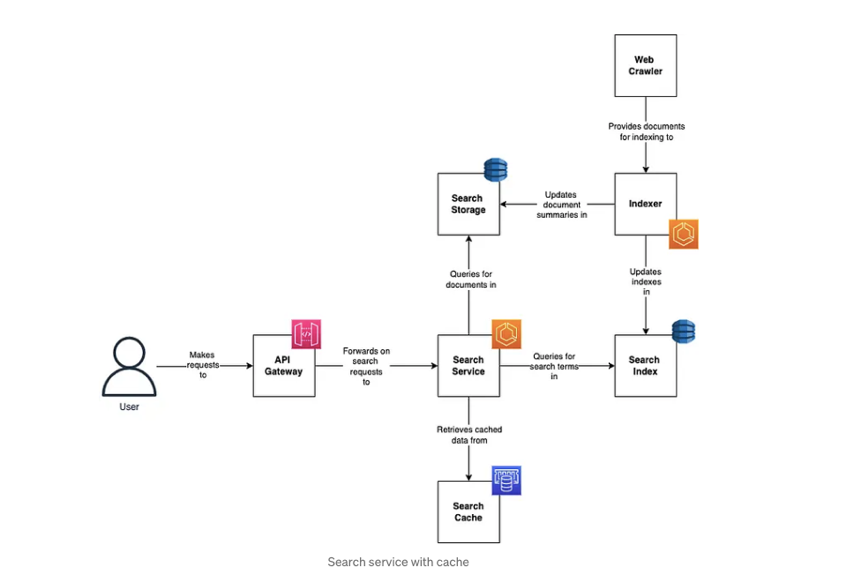 Web
Crawler
Provides documents
for indexing to
Search
Storage
Updates
document
summaries in
Indexer
Queries for
documents in
Updates
indexes
in
User
Makes
requests
to
API
Gateway
Forwards on
search
requests
to
Search
Service
Queries for
search terms
in
Search
Index
Retrieves cached
data from
Search
Cache
Search service with cache